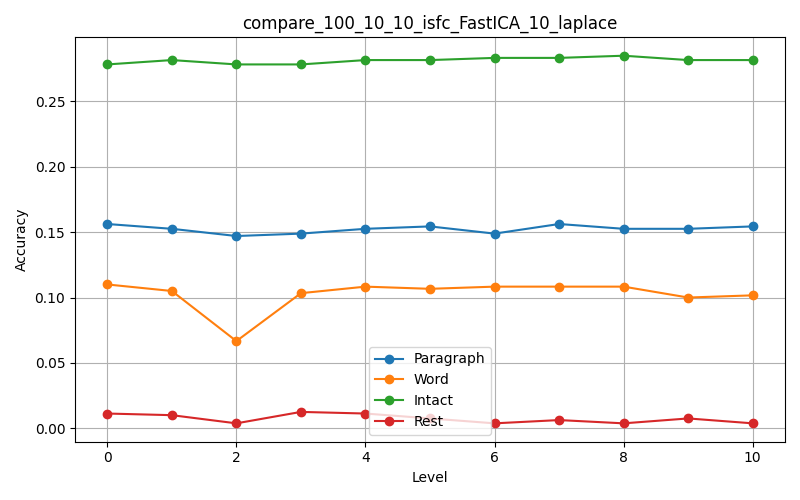 compare_100_10_10_isfc_FastICA_10_laplace
Accuracy
0.25
0.20
0.15
0.10
0.05
0.00
Paragraph
Word
Intact
Rest
0 2 4 6 8 10
Level